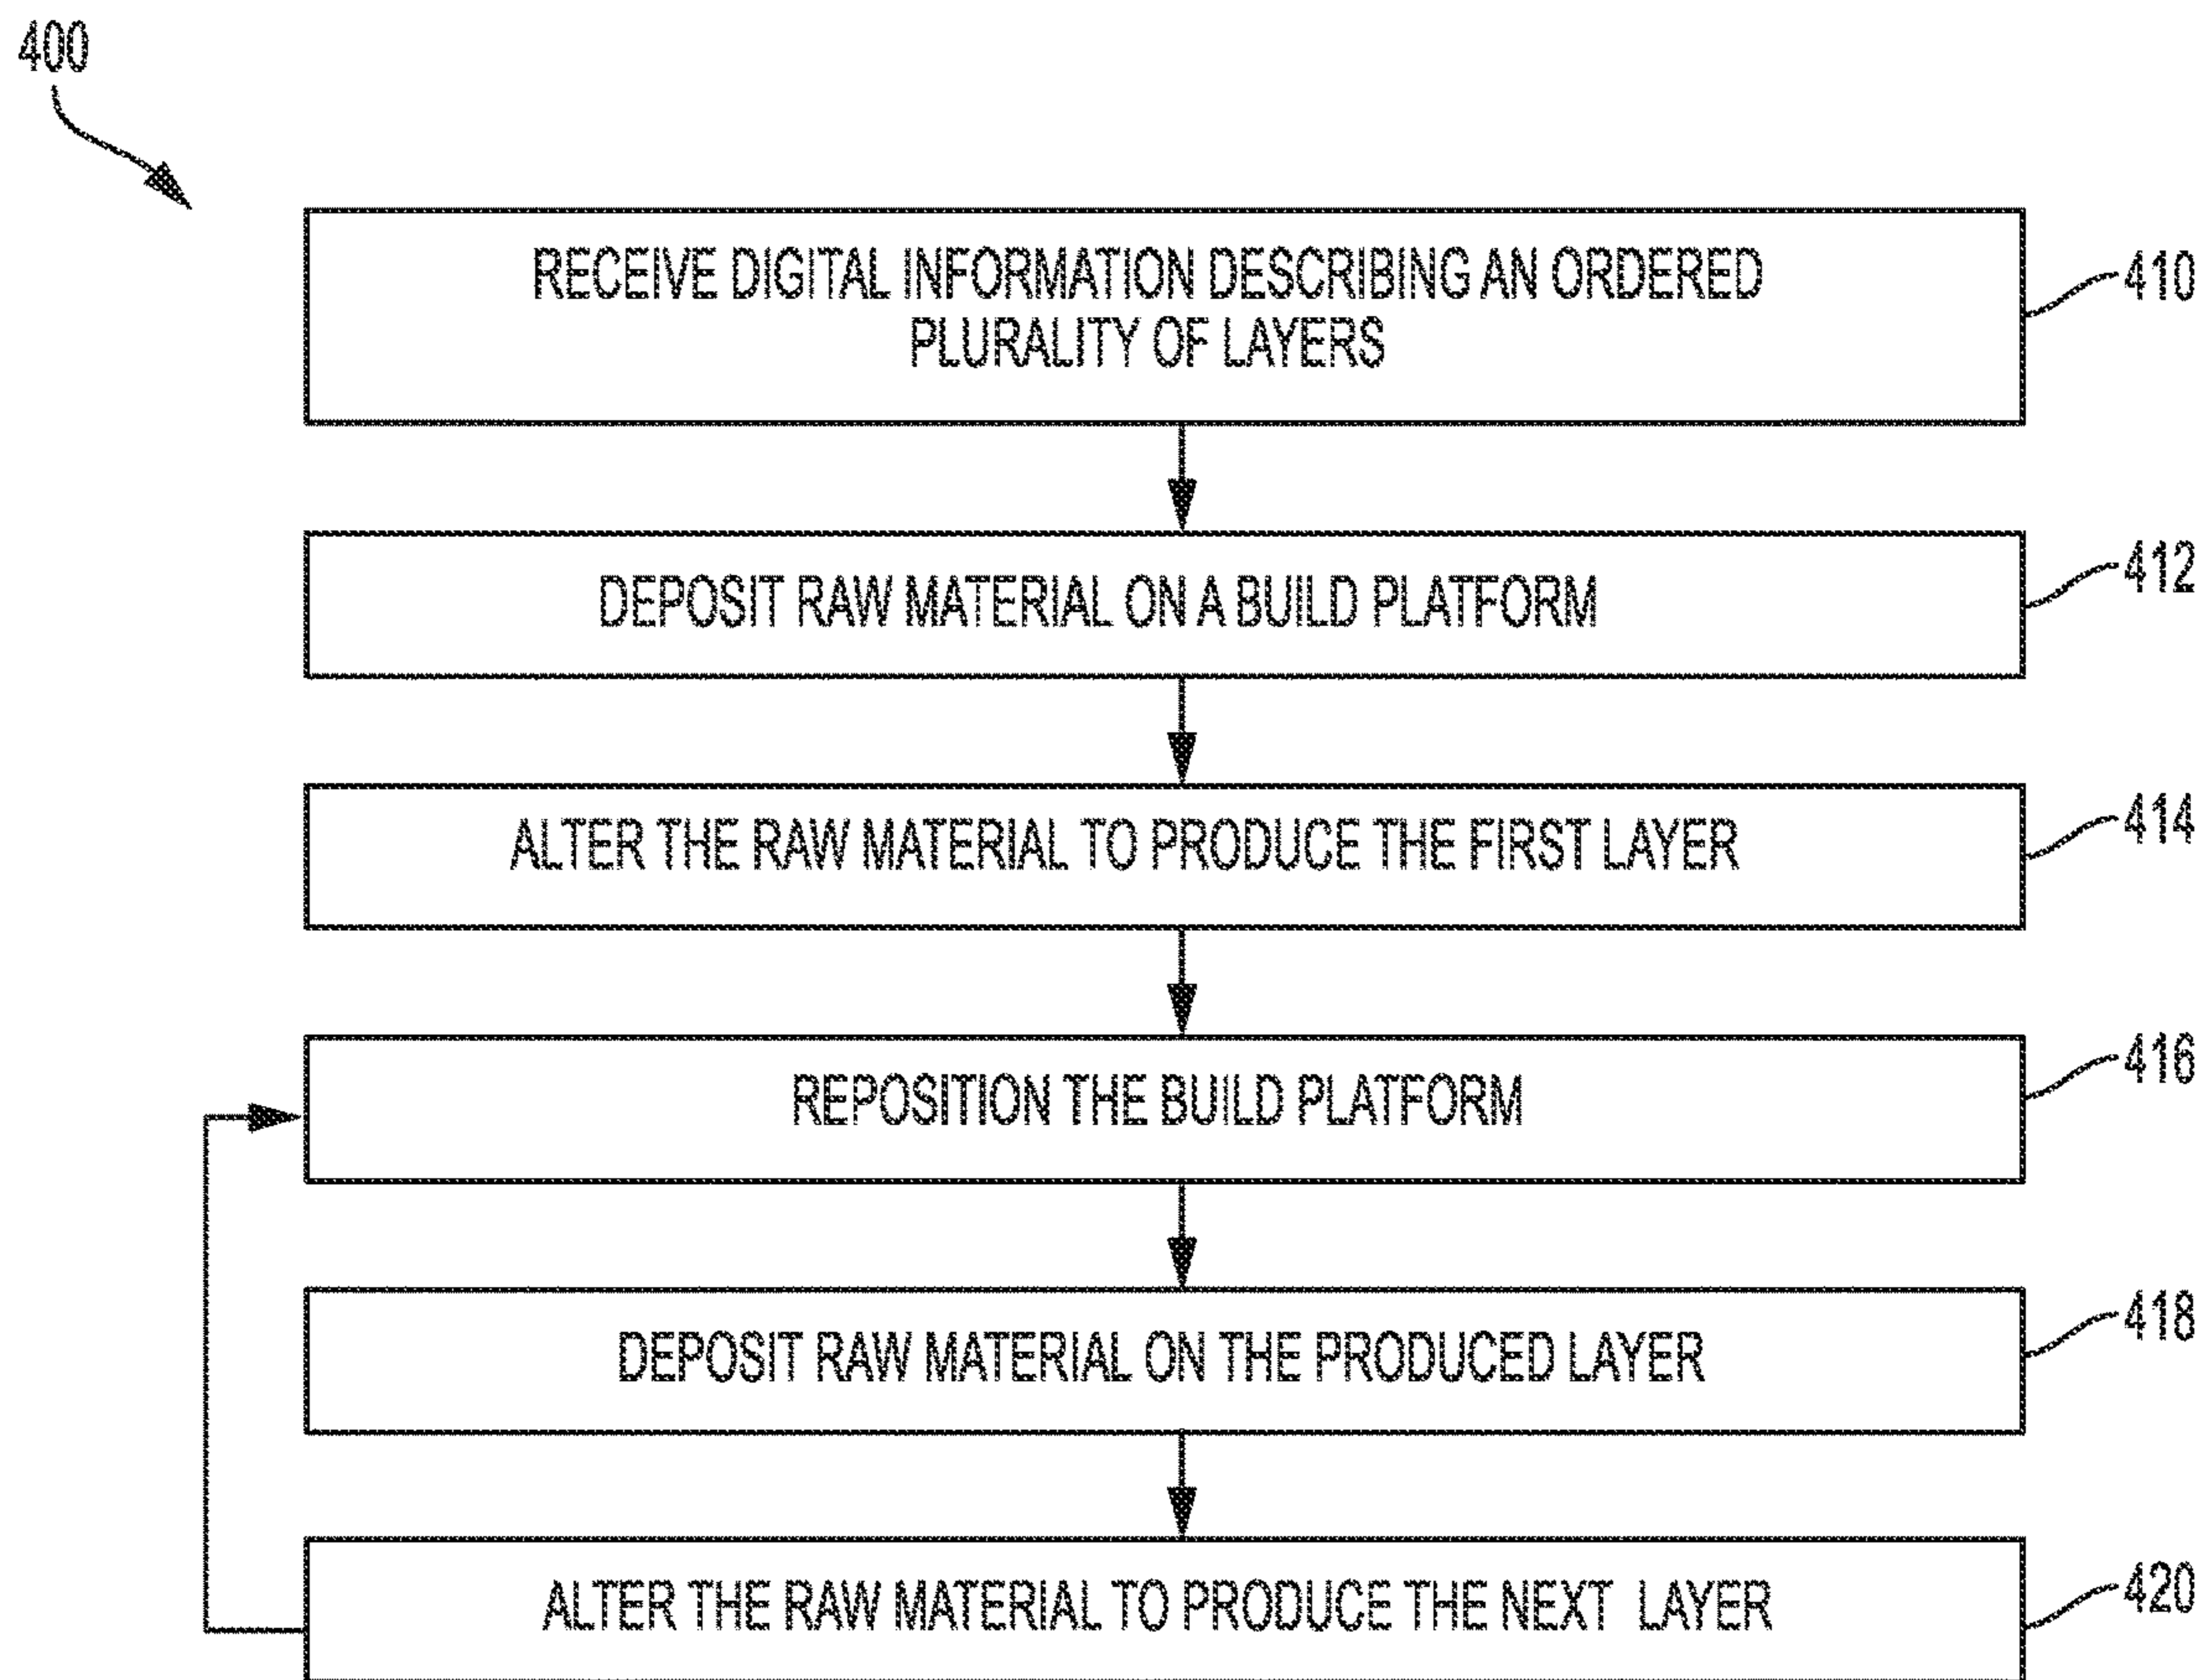 400
RECEIVE DIGITAL INFORMATION DESCRIBING AN ORDERED
PLURALITY OF LAYERS
410
DEPOSIT RAW MATERIAL ON A BUILD PLATFORM
412
ALTER THE RAW MATERIAL TO PRODUCE THE FIRST LAYER
414
REPOSITION THE BUILD PLATFORM
416
DEPOSIT RAW MATERIAL ON THE PRODUCED LAYER
418
ALTER THE RAW MATERIAL TO PRODUCE THE NEXT LAYER
420